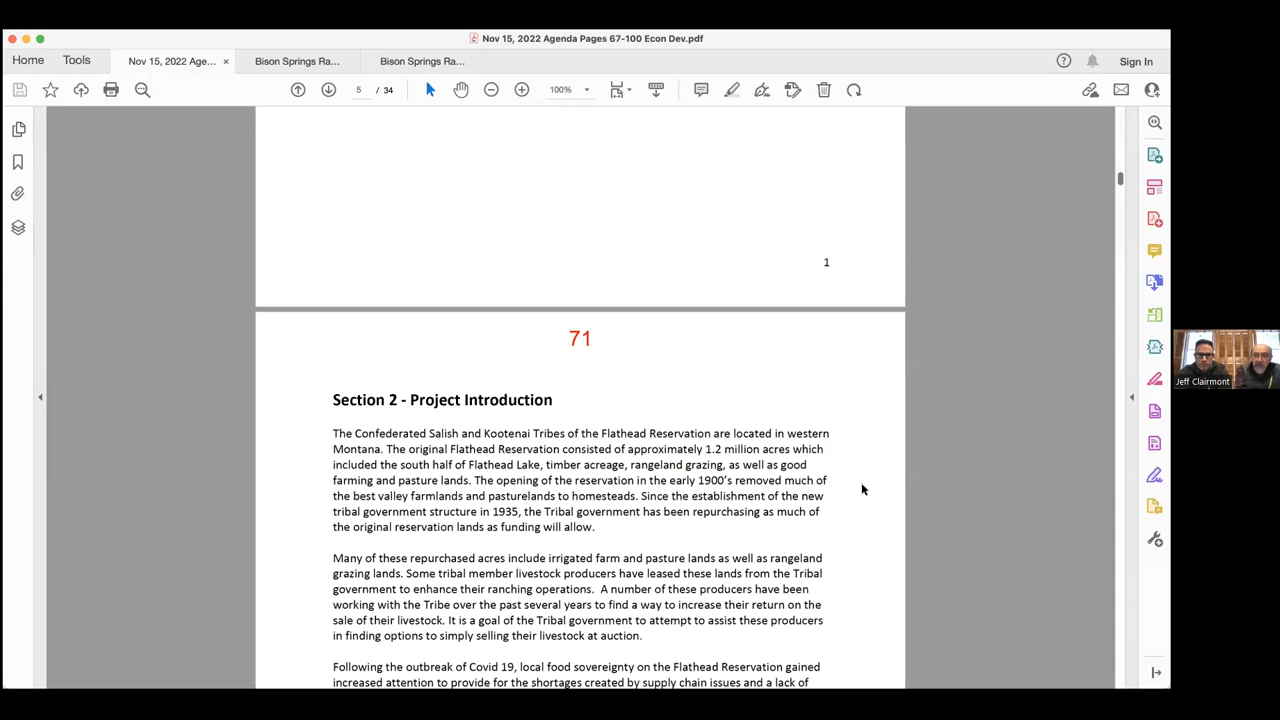 Nov 15, 2022 Agenda Pages 67-100 Econ Dev.pdf
Home Tools Nov 15, 2022 Age... × Bison Springs Ra... Bison Springs Ra... Sign In
5 / 34 100%
1
71
Section 2 - Project Introduction
The Confederated Salish and Kootenai Tribes of the Flathead Reservation are located in western
Montana. The original Flathead Reservation consisted of approximately 1.2 million acres which
included the south half of Flathead Lake, timber acreage, rangeland grazing, as well as good
farming and pasture lands. The opening of the reservation in the early 1900's removed much of
the best valley farmlands and pasturelands to homesteads. Since the establishment of the new
tribal government structure in 1935, the Tribal government has been repurchasing as much of
the original reservation lands as funding will allow.
Many of these repurchased acres include irrigated farm and pasture lands as well as rangeland
grazing lands. Some tribal member livestock producers have leased these lands from the Tribal
government to enhance their ranching operations. A number of these producers have been
working with the Tribe over the past several years to find a way to increase their return on the
sale of their livestock. It is a goal of the Tribal government to attempt to assist these producers
in finding options to simply selling their livestock at auction.
Following the outbreak of Covid 19, local food sovereignty on the Flathead Reservation gained
increased attention to provide for the shortages created by supply chain issues and a lack of
Jeff Clairmont